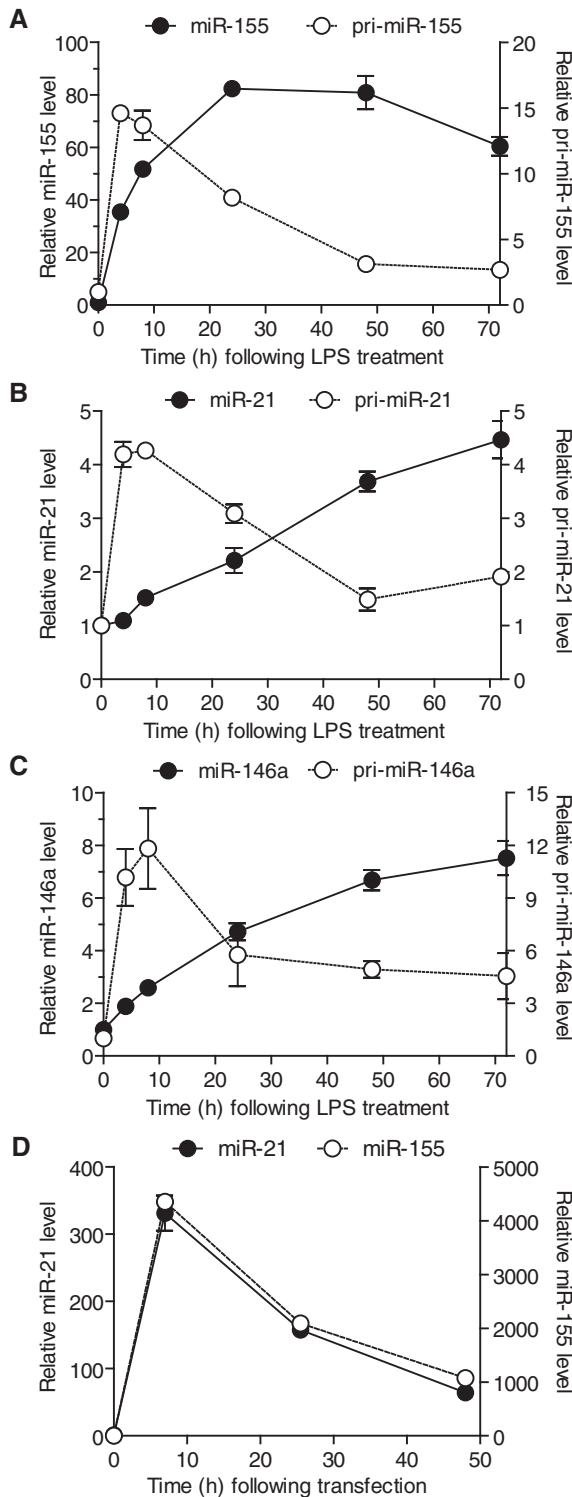 A
miR-155 pri-miR-155
Relative miR-155 level
100
80
60
40
20
0
Relative pri-miR-155 level
20
15
10
5
0
0 10 20 30 40 50 60 70
Time (h) following LPS treatment
B
miR-21 pri-miR-21
Relative miR-21 level
5
4
3
2
1
0
Relative pri-miR-21 level
5
4
3
2
1
0
0 10 20 30 40 50 60 70
Time (h) following LPS treatment
C
miR-146a pri-miR-146a
Relative miR-146a level
10
8
6
4
2
0
Relative pri-miR-146a level
15
12
9
6
3
0
0 10 20 30 40 50 60 70
Time (h) following LPS treatment
D
miR-21 miR-155
Relative miR-21 level
400
300
200
100
0
Relative miR-155 level
5000
4000
3000
2000
1000
0
0 10 20 30 40 50
Time (h) following transfection